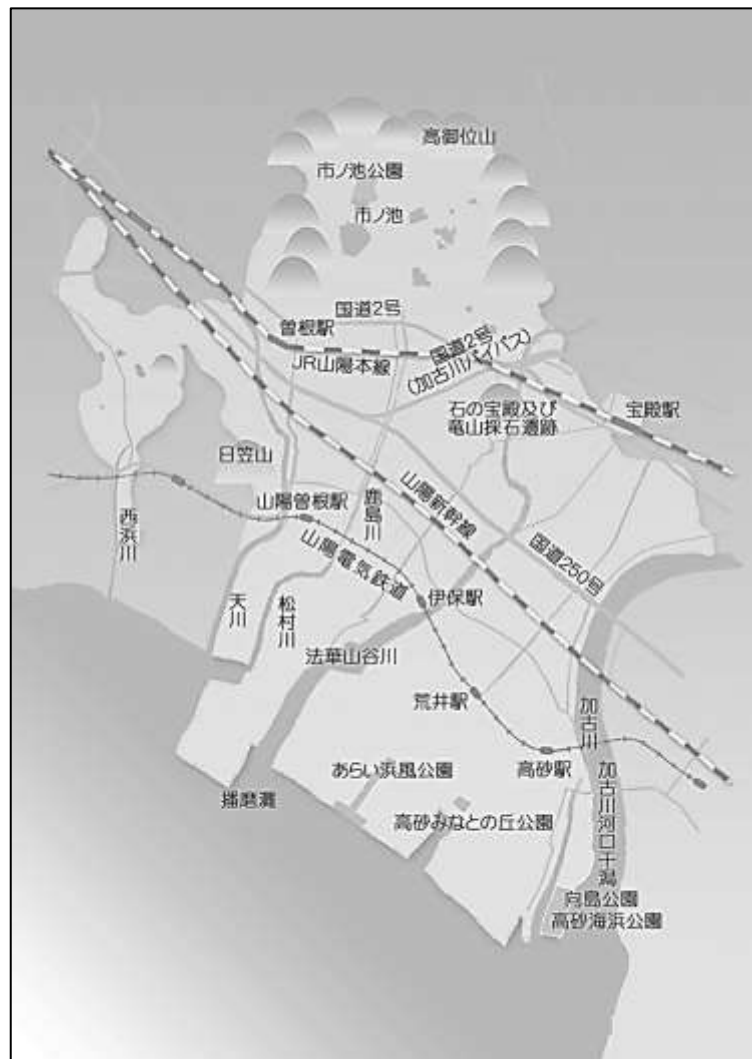 高御位山
市ノ池公園
市ノ池
国道2号
曽根駅
JR山陽本線
国道2号
(加古川バイパス)
石の宝殿及び
竜山採石遺跡
宝殿駅
日笠山
山陽曽根駅
鹿島川
山陽新幹線
西浜川
山陽電気鉄道
国道250号
天川
松村川
伊保駅
法華山谷川
荒井駅
加古川
高砂駅
あらい浜風公園
播磨灘
高砂みなとの丘公園
加古川河口干潟
向島公園
高砂海浜公園